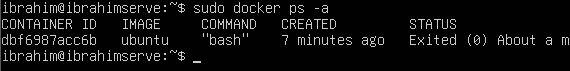 ibrahim@ibrahimserve:~$ sudo docker ps -a
CONTAINER ID   IMAGE     COMMAND   CREATED         STATUS
dbf6987acc6b   ubuntu    "bash"    7 minutes ago   Exited (0) About a m
ibrahim@ibrahimserve:~$ _